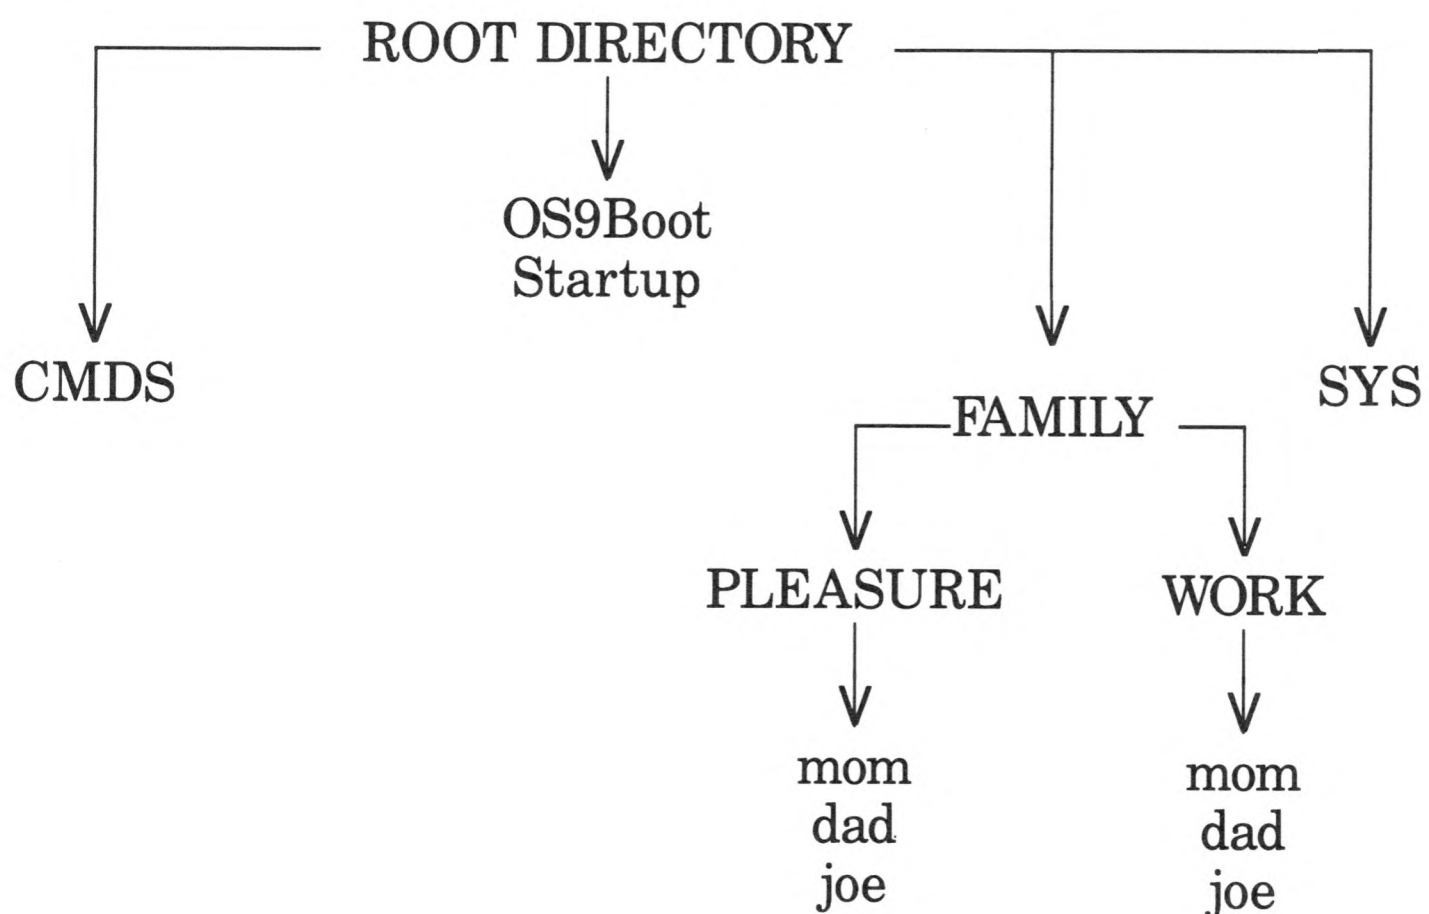 ROOT DIRECTORY
OS9Boot
Startup
CMDS
FAMILY
SYS
PLEASURE
WORK
mom
dad
joe
mom
dad
joe